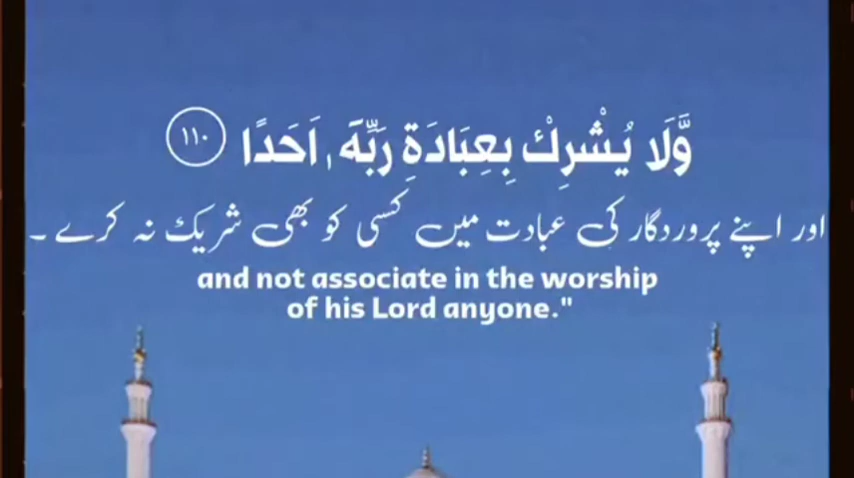 وَّلَا يُشْرِكْ بِعِبَادَةِ رَبِّهٖۤ اَحَدًا ۱۱۰
اور اپنے پروردگار کی عبادت میں کسی کو بھی شریک نہ کرے ۔
and not associate in the worship
of his Lord anyone."